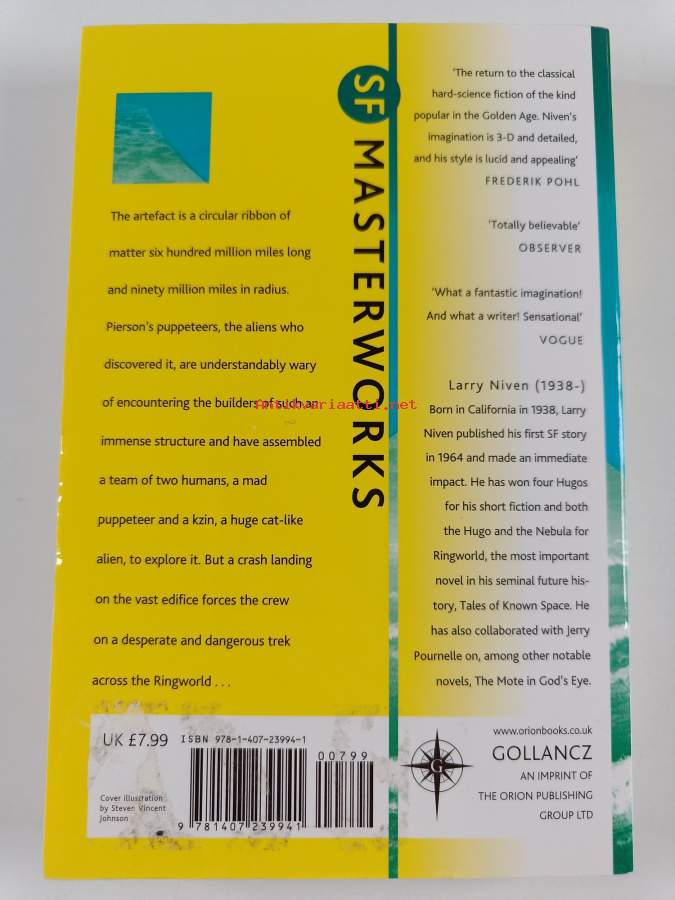 The artefact is a circular ribbon of
matter six hundred million miles long
and ninety million miles in radius.
Pierson's puppeteers, the aliens who
discovered it, are understandably wary
of encountering the builders of such an
immense structure and have assembled
a team of two humans, a mad
puppeteer and a kzin, a huge cat-like
alien, to explore it. But a crash landing
on the vast edifice forces the crew
on a desperate and dangerous trek
across the Ringworld . . .
SF MASTERWORKS
'The return to the classical
hard-science fiction of the kind
popular in the Golden Age. Niven's
imagination is 3-D and detailed,
and his style is lucid and appealing'
FREDERIK POHL
'Totally believable'
OBSERVER
'What a fantastic imagination!
And what a writer! Sensational'
VOGUE
Larry Niven (1938-)
Born in California in 1938, Larry
Niven published his first SF story
in 1964 and made an immediate
impact. He has won four Hugos
for his short fiction and both
the Hugo and the Nebula for
Ringworld, the most important
novel in his seminal future his-
tory, Tales of Known Space. He
has also collaborated with Jerry
Pournelle on, among other notable
novels, The Mote in God's Eye.
Antikvariaatti.net
UK £7.99
ISBN 978-1-407-23994-1
00799
9 781407 239941
Cover illustration
by Steven Vincent
Johnson
www.orionbooks.co.uk
G
GOLLANCZ
AN IMPRINT OF
THE ORION PUBLISHING
GROUP LTD